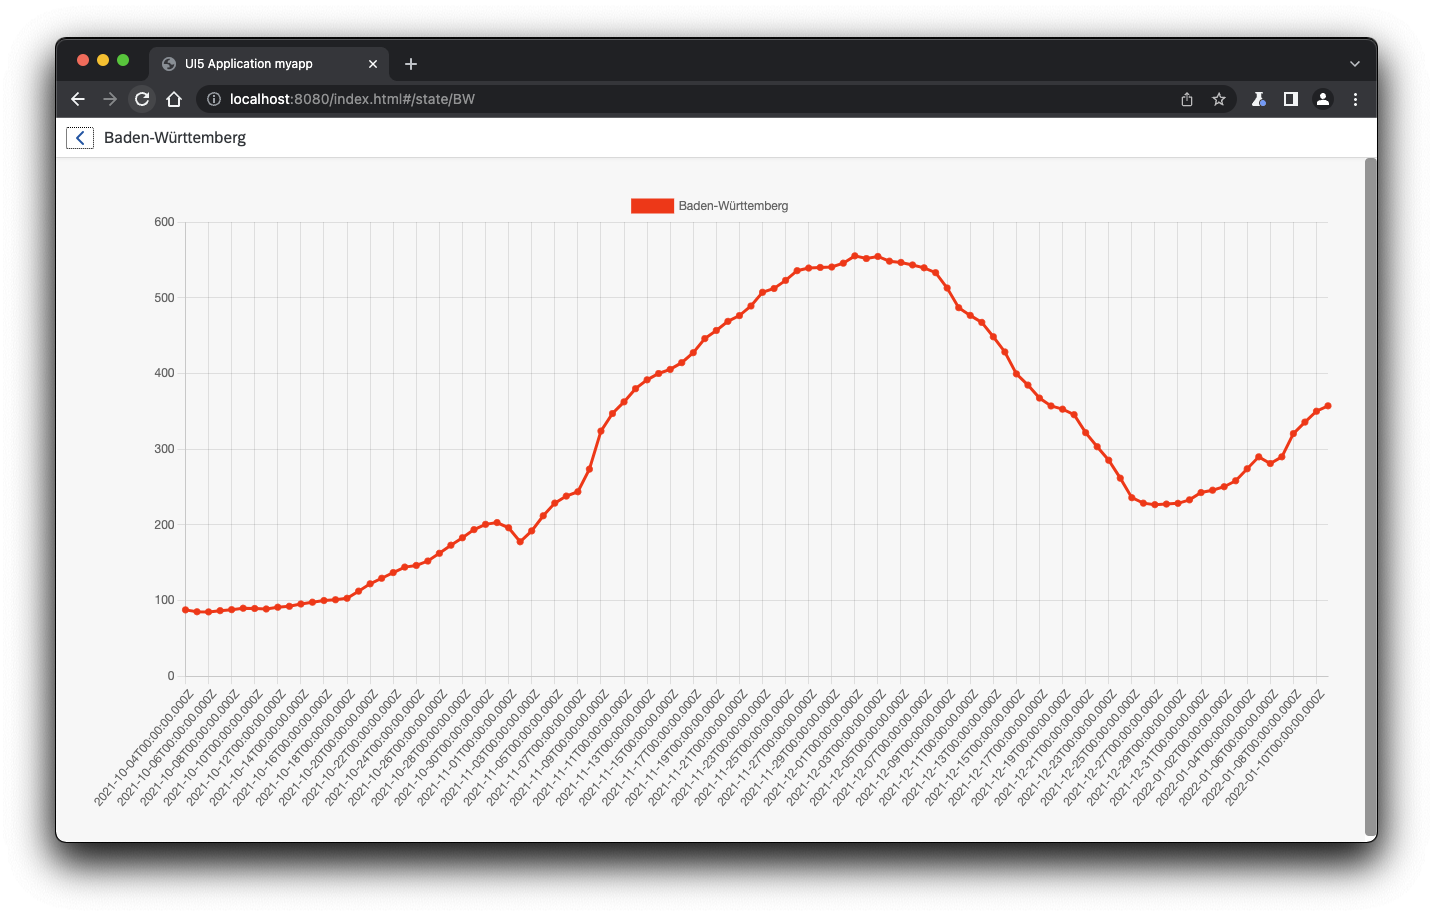 UI5 Application myapp
localhost:8080/index.html#/state/BW
Baden-Württemberg
Baden-Württemberg
600
500
400
300
200
100
0
2021-10-04T00:00:00.000Z
2021-10-06T00:00:00.000Z
2021-10-08T00:00:00.000Z
2021-10-10T00:00:00.000Z
2021-10-12T00:00:00.000Z
2021-10-14T00:00:00.000Z
2021-10-16T00:00:00.000Z
2021-10-18T00:00:00.000Z
2021-10-20T00:00:00.000Z
2021-10-22T00:00:00.000Z
2021-10-24T00:00:00.000Z
2021-10-26T00:00:00.000Z
2021-10-28T00:00:00.000Z
2021-10-30T00:00:00.000Z
2021-11-01T00:00:00.000Z
2021-11-03T00:00:00.000Z
2021-11-05T00:00:00.000Z
2021-11-07T00:00:00.000Z
2021-11-09T00:00:00.000Z
2021-11-11T00:00:00.000Z
2021-11-13T00:00:00.000Z
2021-11-15T00:00:00.000Z
2021-11-17T00:00:00.000Z
2021-11-19T00:00:00.000Z
2021-11-21T00:00:00.000Z
2021-11-23T00:00:00.000Z
2021-11-25T00:00:00.000Z
2021-11-27T00:00:00.000Z
2021-11-29T00:00:00.000Z
2021-12-01T00:00:00.000Z
2021-12-03T00:00:00.000Z
2021-12-05T00:00:00.000Z
2021-12-07T00:00:00.000Z
2021-12-09T00:00:00.000Z
2021-12-11T00:00:00.000Z
2021-12-13T00:00:00.000Z
2021-12-15T00:00:00.000Z
2021-12-17T00:00:00.000Z
2021-12-19T00:00:00.000Z
2021-12-21T00:00:00.000Z
2021-12-23T00:00:00.000Z
2021-12-25T00:00:00.000Z
2021-12-27T00:00:00.000Z
2021-12-29T00:00:00.000Z
2021-12-31T00:00:00.000Z
2022-01-02T00:00:00.000Z
2022-01-04T00:00:00.000Z
2022-01-06T00:00:00.000Z
2022-01-08T00:00:00.000Z
2022-01-10T00:00:00.000Z